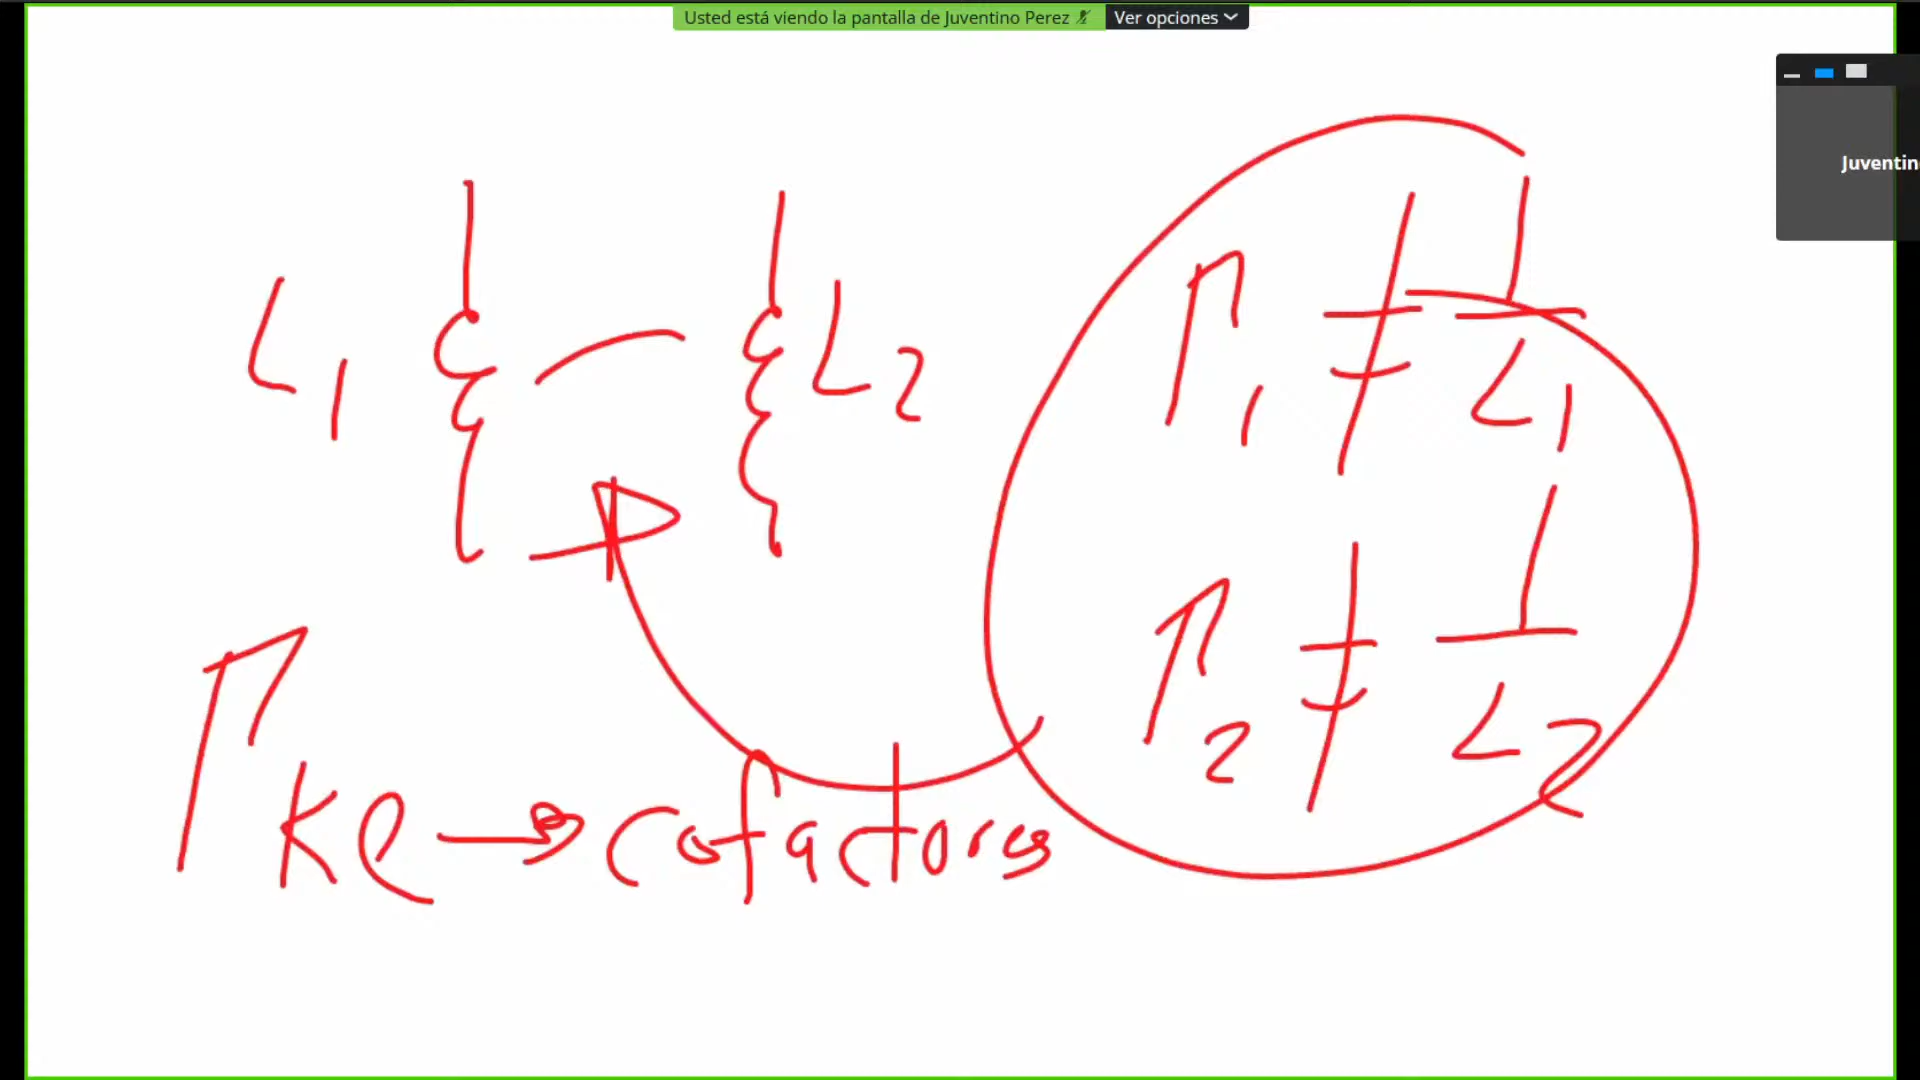 Usted está viendo la pantalla de Juventino Perez Ver opciones
Juventin
L₁ L₂
Γ₁ ≠ 1/L₁
Γ₂ ≠ 1/L₂
Γkl → cofactores